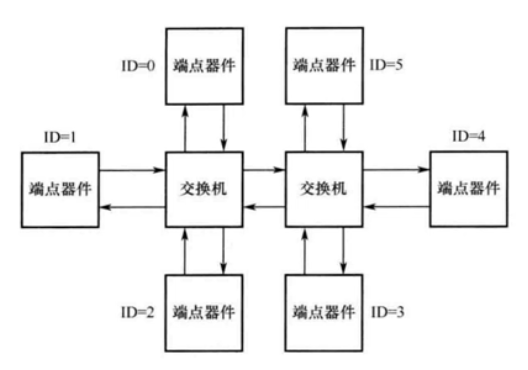 ID=0 端点器件 端点器件 ID=5
ID=1 ID=4
端点器件 交换机 交换机 端点器件
ID=2 端点器件 端点器件 ID=3